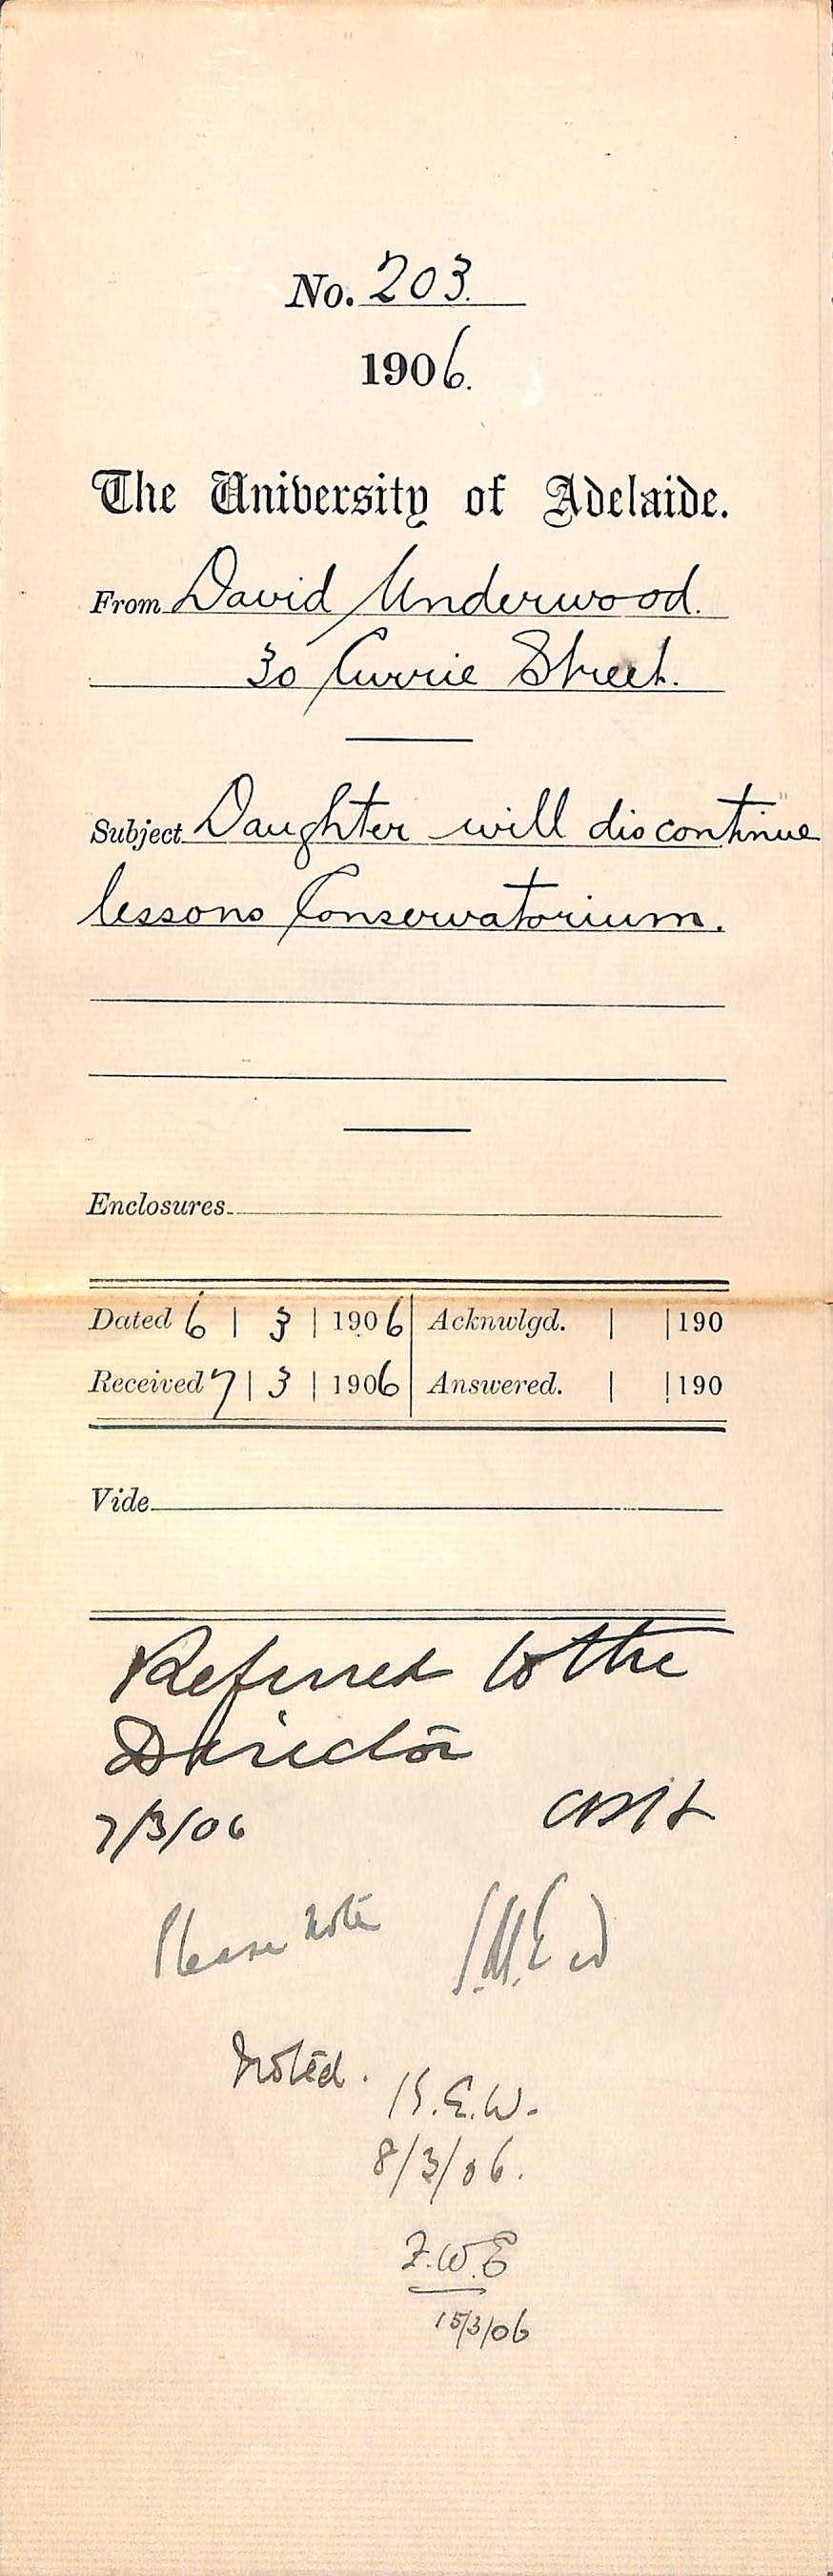 No. 203.
1906.
The University of Adelaide.
From David Underwood.
30 Currie Street.
Subject Daughter will discontinue
lessons Conservatorium.
Enclosures
Dated 6 | 3 | 1906 Acknwlgd. | | 190
Received 7 | 3 | 1906 Answered. | | 190
Vide
Referred to the
Director
7/3/06
Please note
Noted. H.E.W.
8/3/06.
F.W.E
15/3/06